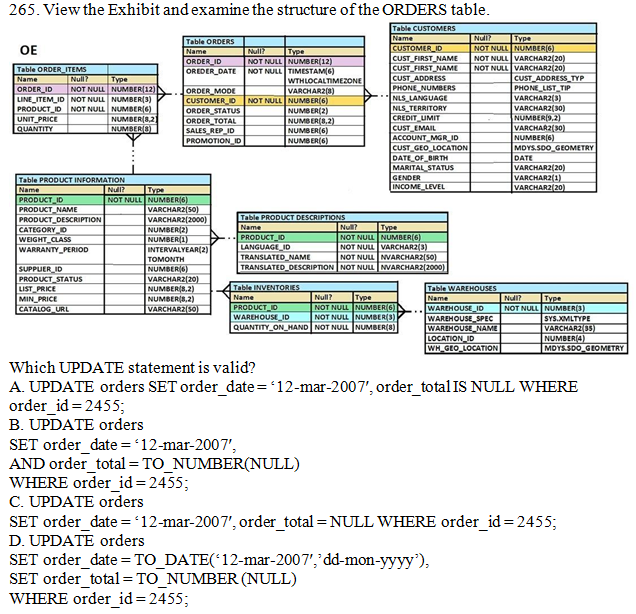 265. View the Exhibit and examine the structure of the ORDERS table.
OE
Table ORDER_ITEMS
Name Null? Type
ORDER_ID NOT NULL NUMBER(12)
LINE_ITEM_ID NOT NULL NUMBER(3)
PRODUCT_ID NOT NULL NUMBER(6)
UNIT_PRICE NUMBER(8,2)
QUANTITY NUMBER(8)
Table ORDERS
Name Null? Type
ORDER_ID NOT NULL NUMBER(12)
OREDER_DATE NOT NULL TIMESTAM(6)
WTHLOCALTIMEZONE
ORDER_MODE VARCHAR2(8)
CUSTOMER_ID NOT NULL NUMBER(6)
ORDER_STATUS NUMBER(2)
ORDER_TOTAL NUMBER(8,2)
SALES_REP_ID NUMBER(6)
PROMOTION_ID NUMBER(6)
Table CUSTOMERS
Name Null? Type
CUSTOMER_ID NOT NULL NUMBER(6)
CUST_FIRST_NAME NOT NULL VARCHAR2(20)
CUST_FIRST_NAME NOT NULL VARCHAR2(20)
CUST_ADDRESS CUST_ADDRESS_TYP
PHONE_NUMBERS PHONE_LIST_TIP
NLS_LANGUAGE VARCHAR2(3)
NLS_TERRITORY VARCHAR2(30)
CREDIT_LIMIT NUMBER(9,2)
CUST_EMAIL VARCHAR2(30)
ACCOUNT_MGR_ID NUMBER(6)
CUST_GEO_LOCATION MDYS.SDO_GEOMETRY
DATE_OF_BIRTH DATE
MARITAL_STATUS VARCHAR2(20)
GENDER VARCHAR2(1)
INCOME_LEVEL VARCHAR2(20)
Table PRODUCT INFORMATION
Name Null? Type
PRODUCT_ID NOT NULL NUMBER(6)
PRODUCT_NAME VARCHAR2(50)
PRODUCT_DESCRIPTION VARCHAR2(2000)
CATEGORY_ID NUMBER(2)
WEIGHT_CLASS NUMBER(1)
WARRANTY_PERIOD INTERVALYEAR(2)
TOMONTH
SUPPLIER_ID NUMBER(6)
PRODUCT_STATUS VARCHAR2(20)
LIST_PRICE NUMBER(8,2)
MIN_PRICE NUMBER(8,2)
CATALOG_URL VARCHAR2(50)
Table PRODUCT DESCRIPTIONS
Name Null? Type
PRODUCT_ID NOT NULL NUMBER(6)
LANGUAGE_ID NOT NULL VARCHAR2(3)
TRANSLATED_NAME NOT NULL NVARCHAR2(50)
TRANSLATED_DESCRIPTION NOT NULL NVARCHAR2(2000)
Table INVENTORIES
Name Null? Type
PRODUCT_ID NOT NULL NUMBER(6)
WAREHOUSE_ID NOT NULL NUMBER(3)
QUANTITY_ON_HAND NOT NULL NUMBER(8)
Table WAREHOUSES
Name Null? Type
WAREHOUSE_ID NOT NULL NUMBER(3)
WAREHOUSE_SPEC SYS.XMLTYPE
WAREHOUSE_NAME VARCHAR2(35)
LOCATION_ID NUMBER(4)
WH_GEO_LOCATION MDYS.SDO_GEOMETRY
Which UPDATE statement is valid?
A. UPDATE orders SET order_date = ‘12-mar-2007′, order_total IS NULL WHERE
order_id = 2455;
B. UPDATE orders
SET order_date = ‘12-mar-2007′,
AND order_total = TO_NUMBER(NULL)
WHERE order_id = 2455;
C. UPDATE orders
SET order_date = ‘12-mar-2007′, order_total = NULL WHERE order_id = 2455;
D. UPDATE orders
SET order_date = TO_DATE(‘12-mar-2007′,’dd-mon-yyyy’),
SET order_total = TO_NUMBER (NULL)
WHERE order_id = 2455;